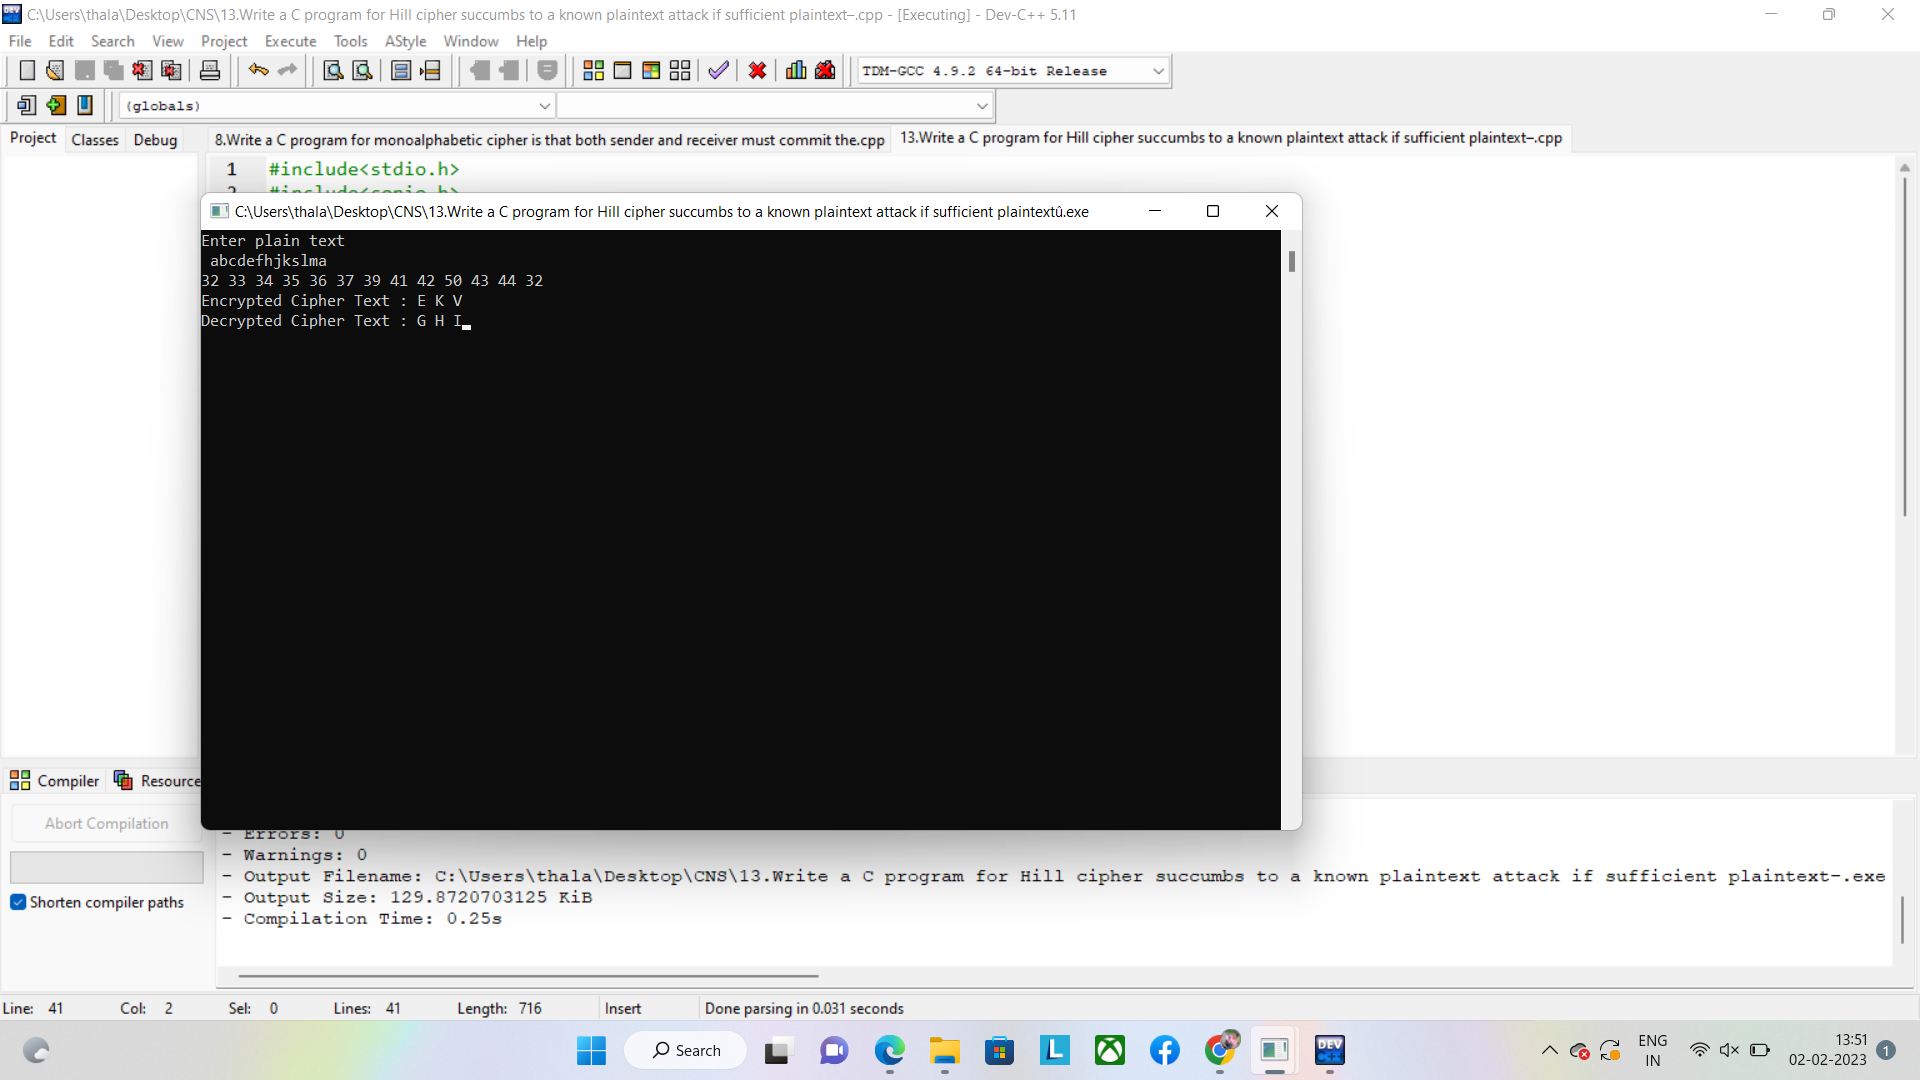 C:\Users\thala\Desktop\CNS\13.Write a C program for Hill cipher succumbs to a known plaintext attack if sufficient plaintext–.cpp - [Executing] - Dev-C++ 5.11
File Edit Search View Project Execute Tools AStyle Window Help
TDM-GCC 4.9.2 64-bit Release
(globals)
Project Classes Debug
8.Write a C program for monoalphabetic cipher is that both sender and receiver must commit the.cpp
13.Write a C program for Hill cipher succumbs to a known plaintext attack if sufficient plaintext–.cpp
1 #include<stdio.h>
2 #include<conio.h>
C:\Users\thala\Desktop\CNS\13.Write a C program for Hill cipher succumbs to a known plaintext attack if sufficient plaintextû.exe
Enter plain text
abcdefhjkslma
32 33 34 35 36 37 39 41 42 50 43 44 32
Encrypted Cipher Text : E K V
Decrypted Cipher Text : G H I
Compiler Resource
Abort Compilation
Shorten compiler paths
- Errors: 0
- Warnings: 0
- Output Filename: C:\Users\thala\Desktop\CNS\13.Write a C program for Hill cipher succumbs to a known plaintext attack if sufficient plaintext–.exe
- Output Size: 129.8720703125 KiB
- Compilation Time: 0.25s
Line: 41 Col: 2 Sel: 0 Lines: 41 Length: 716 Insert Done parsing in 0.031 seconds
Search
DEV C++
L
ENG
IN
13:51
02-02-2023
1